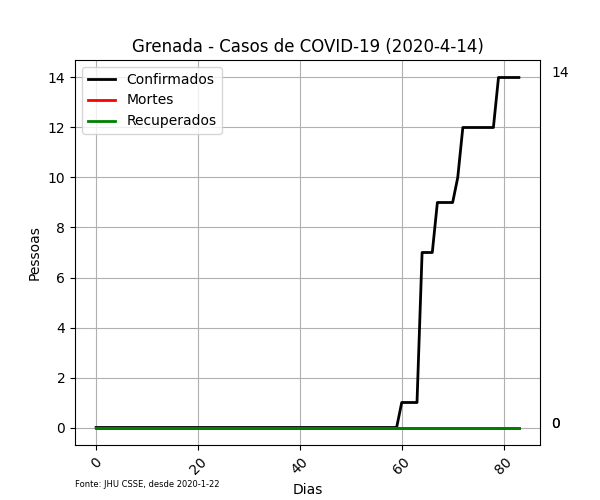 Grenada - Casos de COVID-19 (2020-4-14)
Confirmados
Mortes
Recuperados
14
14
12
10
8
6
4
2
0
0
Pessoas
0
20
40
60
80
Dias
Fonte: JHU CSSE, desde 2020-1-22